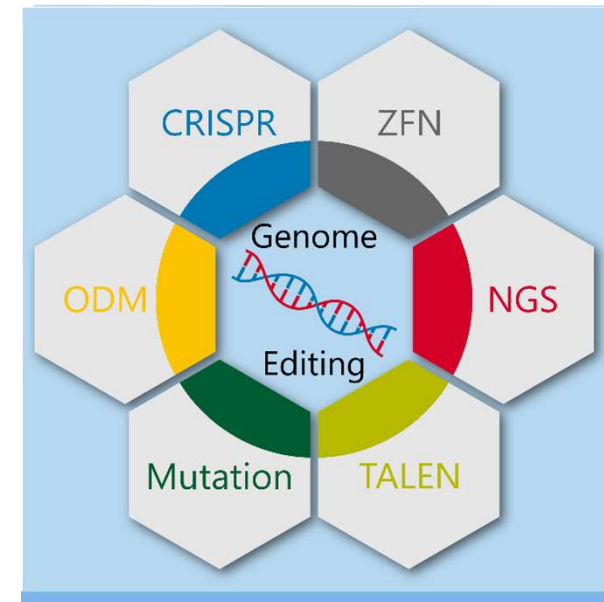 CRISPR
ZFN
Genome
ODM
NGS
Editing
Mutation
TALEN